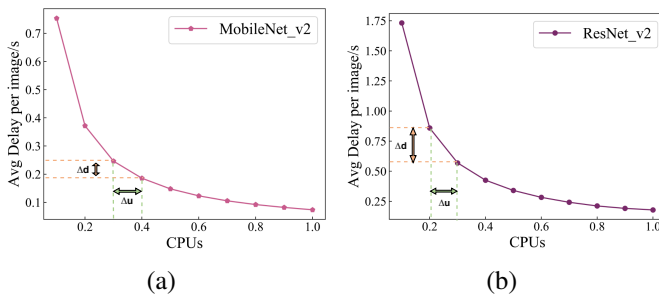 MobileNet_v2
Avg Delay per image/s
0.7
0.6
0.5
0.4
0.3
0.2
0.1
Δd
Δu
0.2 0.4 0.6 0.8 1.0
CPUs
(a)
ResNet_v2
Avg Delay per image/s
1.75
1.50
1.25
1.00
0.75
0.50
0.25
Δd
Δu
0.2 0.4 0.6 0.8 1.0
CPUs
(b)